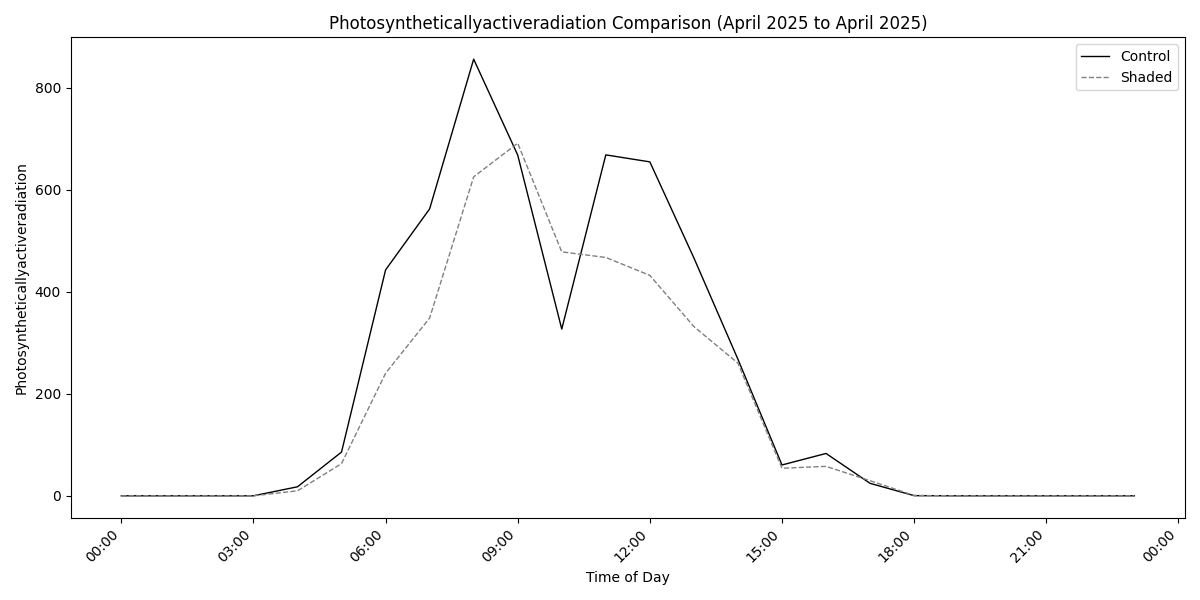 Photosyntheticallyactiveradiation Comparison (April 2025 to April 2025)
Control
Shaded
Photosyntheticallyactiveradiation
800
600
400
200
0
00:00
03:00
06:00
09:00
12:00
15:00
18:00
21:00
00:00
Time of Day